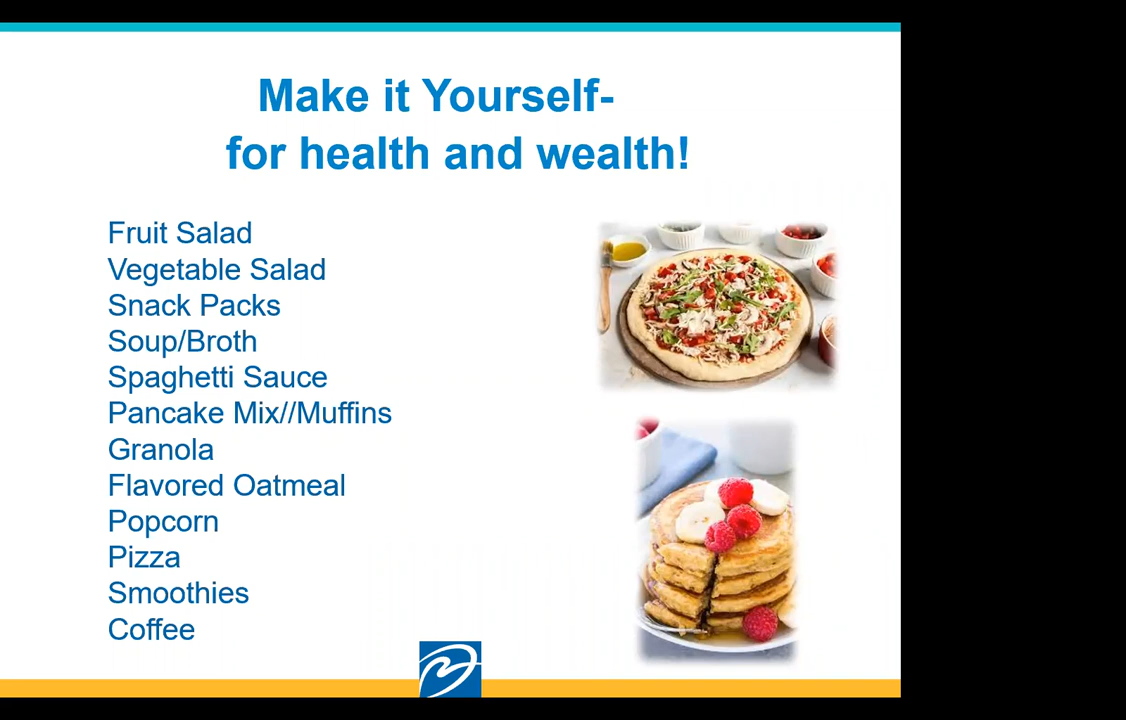 Make it Yourself-
for health and wealth!
Fruit Salad
Vegetable Salad
Snack Packs
Soup/Broth
Spaghetti Sauce
Pancake Mix//Muffins
Granola
Flavored Oatmeal
Popcorn
Pizza
Smoothies
Coffee